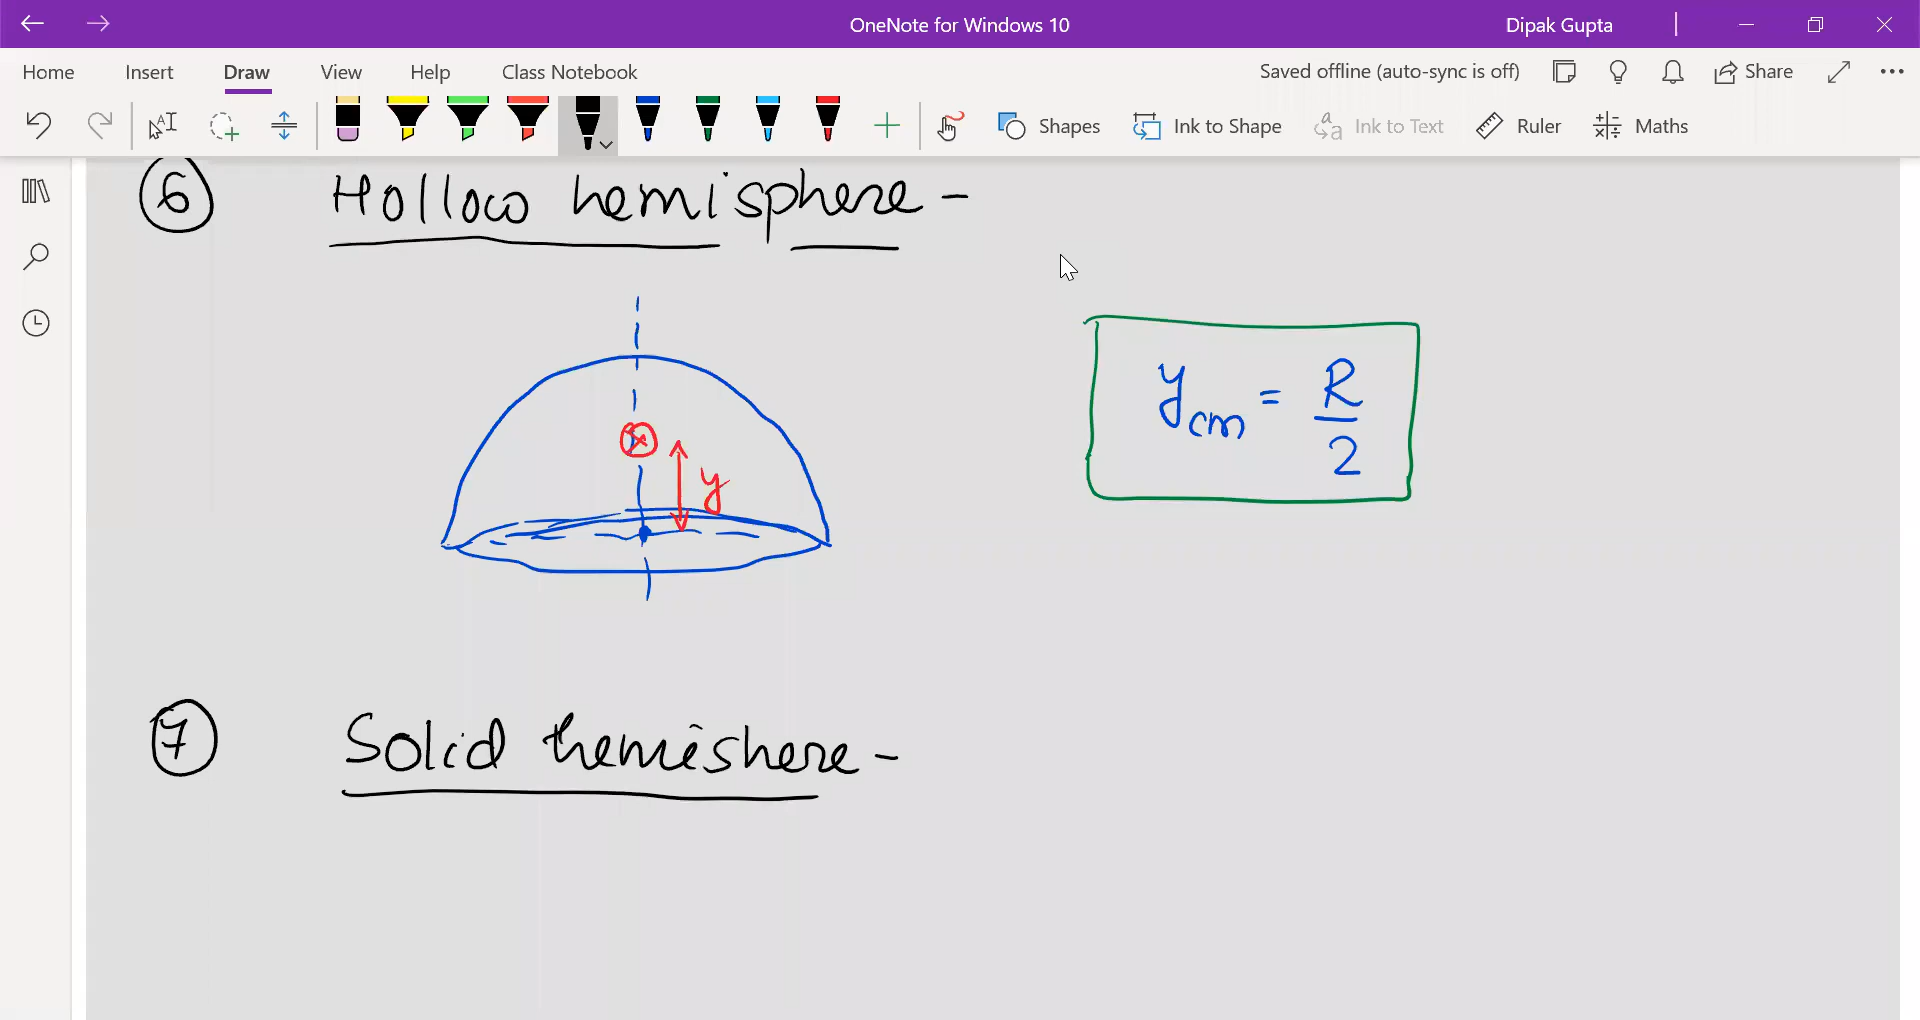 OneNote for Windows 10
Dipak Gupta
Home Insert Draw View Help Class Notebook
Saved offline (auto-sync is off) Share
Shapes Ink to Shape Ink to Text Ruler Maths
6 Hollow hemisphere -
y
y cm = R/2
7 Solid hemishere -